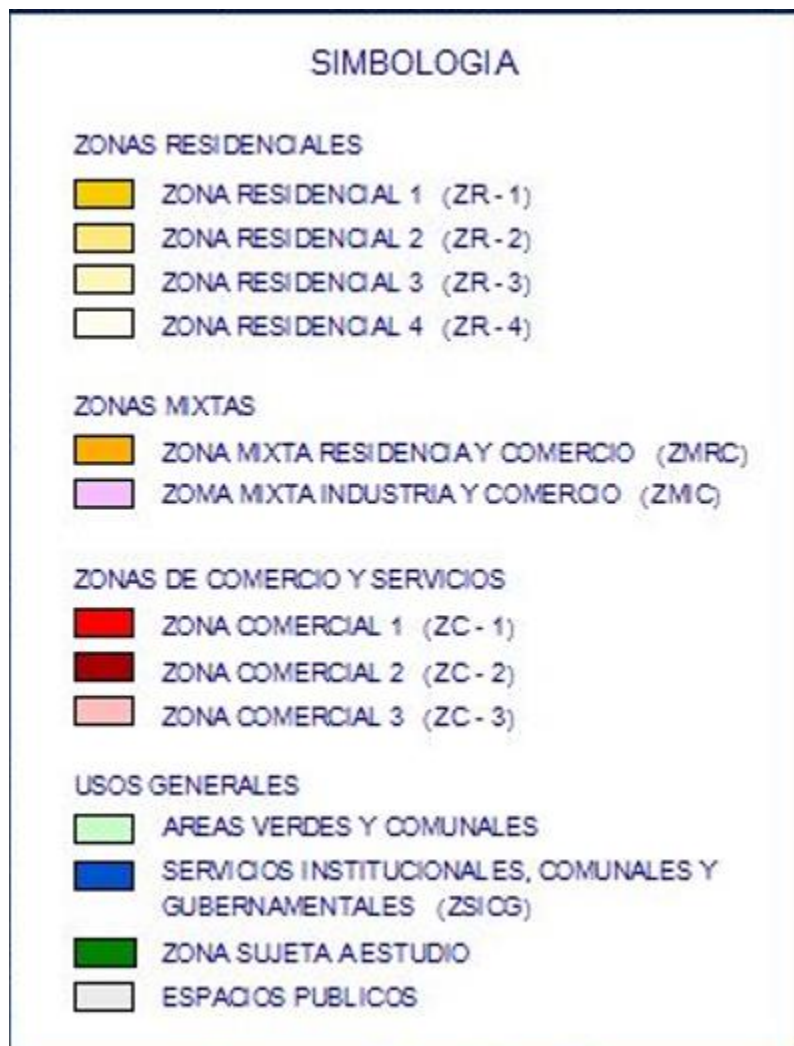 SIMBOLOGIA
ZONAS RESIDENCIALES
ZONA RESIDENCIAL 1 (ZR - 1)
ZONA RESIDENCIAL 2 (ZR - 2)
ZONA RESIDENCIAL 3 (ZR - 3)
ZONA RESIDENCIAL 4 (ZR - 4)
ZONAS MIXTAS
ZONA MIXTA RESIDENCIA Y COMERCIO (ZMRC)
ZOMA MIXTA INDUSTRIA Y COMERCIO (ZMIC)
ZONAS DE COMERCIO Y SERVICIOS
ZONA COMERCIAL 1 (ZC - 1)
ZONA COMERCIAL 2 (ZC - 2)
ZONA COMERCIAL 3 (ZC - 3)
USOS GENERALES
AREAS VERDES Y COMUNALES
SERVICIOS INSTITUCIONALES, COMUNALES Y
GUBERNAMENTALES (ZSICG)
ZONA SUJETA A ESTUDIO
ESPACIOS PUBLICOS